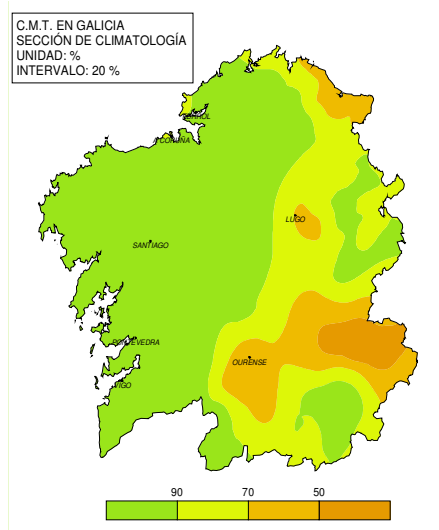 C.M.T. EN GALICIA
SECCIÓN DE CLIMATOLOGÍA
UNIDAD: %
INTERVALO: 20 %
FERROL
A CORUÑA
LUGO
SANTIAGO
PONTEVEDRA
OURENSE
VIGO
90 70 50